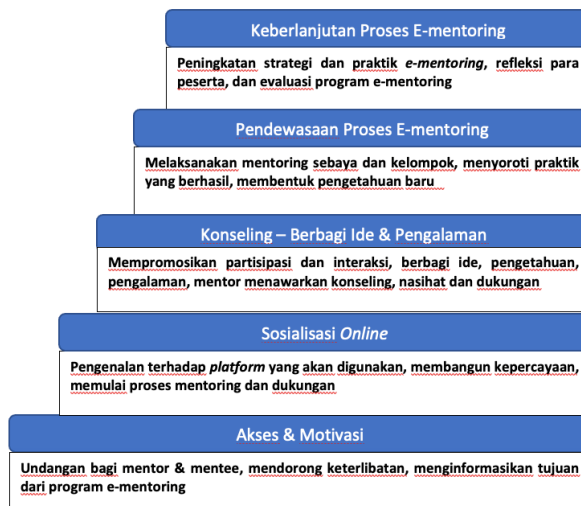 Keberlanjutan Proses E-mentoring
Peningkatan strategi dan praktik e-mentoring, refleksi para
peserta, dan evaluasi program e-mentoring
Pendewasaan Proses E-mentoring
Melaksanakan mentoring sebaya dan kelompok, menyoroti praktik
yang berhasil, membentuk pengetahuan baru
Konseling – Berbagi Ide & Pengalaman
Mempromosikan partisipasi dan interaksi, berbagi ide, pengetahuan,
pengalaman, mentor menawarkan konseling, nasihat dan dukungan
Sosialisasi Online
Pengenalan terhadap platform yang akan digunakan, membangun kepercayaan,
memulai proses mentoring dan dukungan
Akses & Motivasi
Undangan bagi mentor & mentee, mendorong keterlibatan, menginformasikan tujuan
dari program e-mentoring